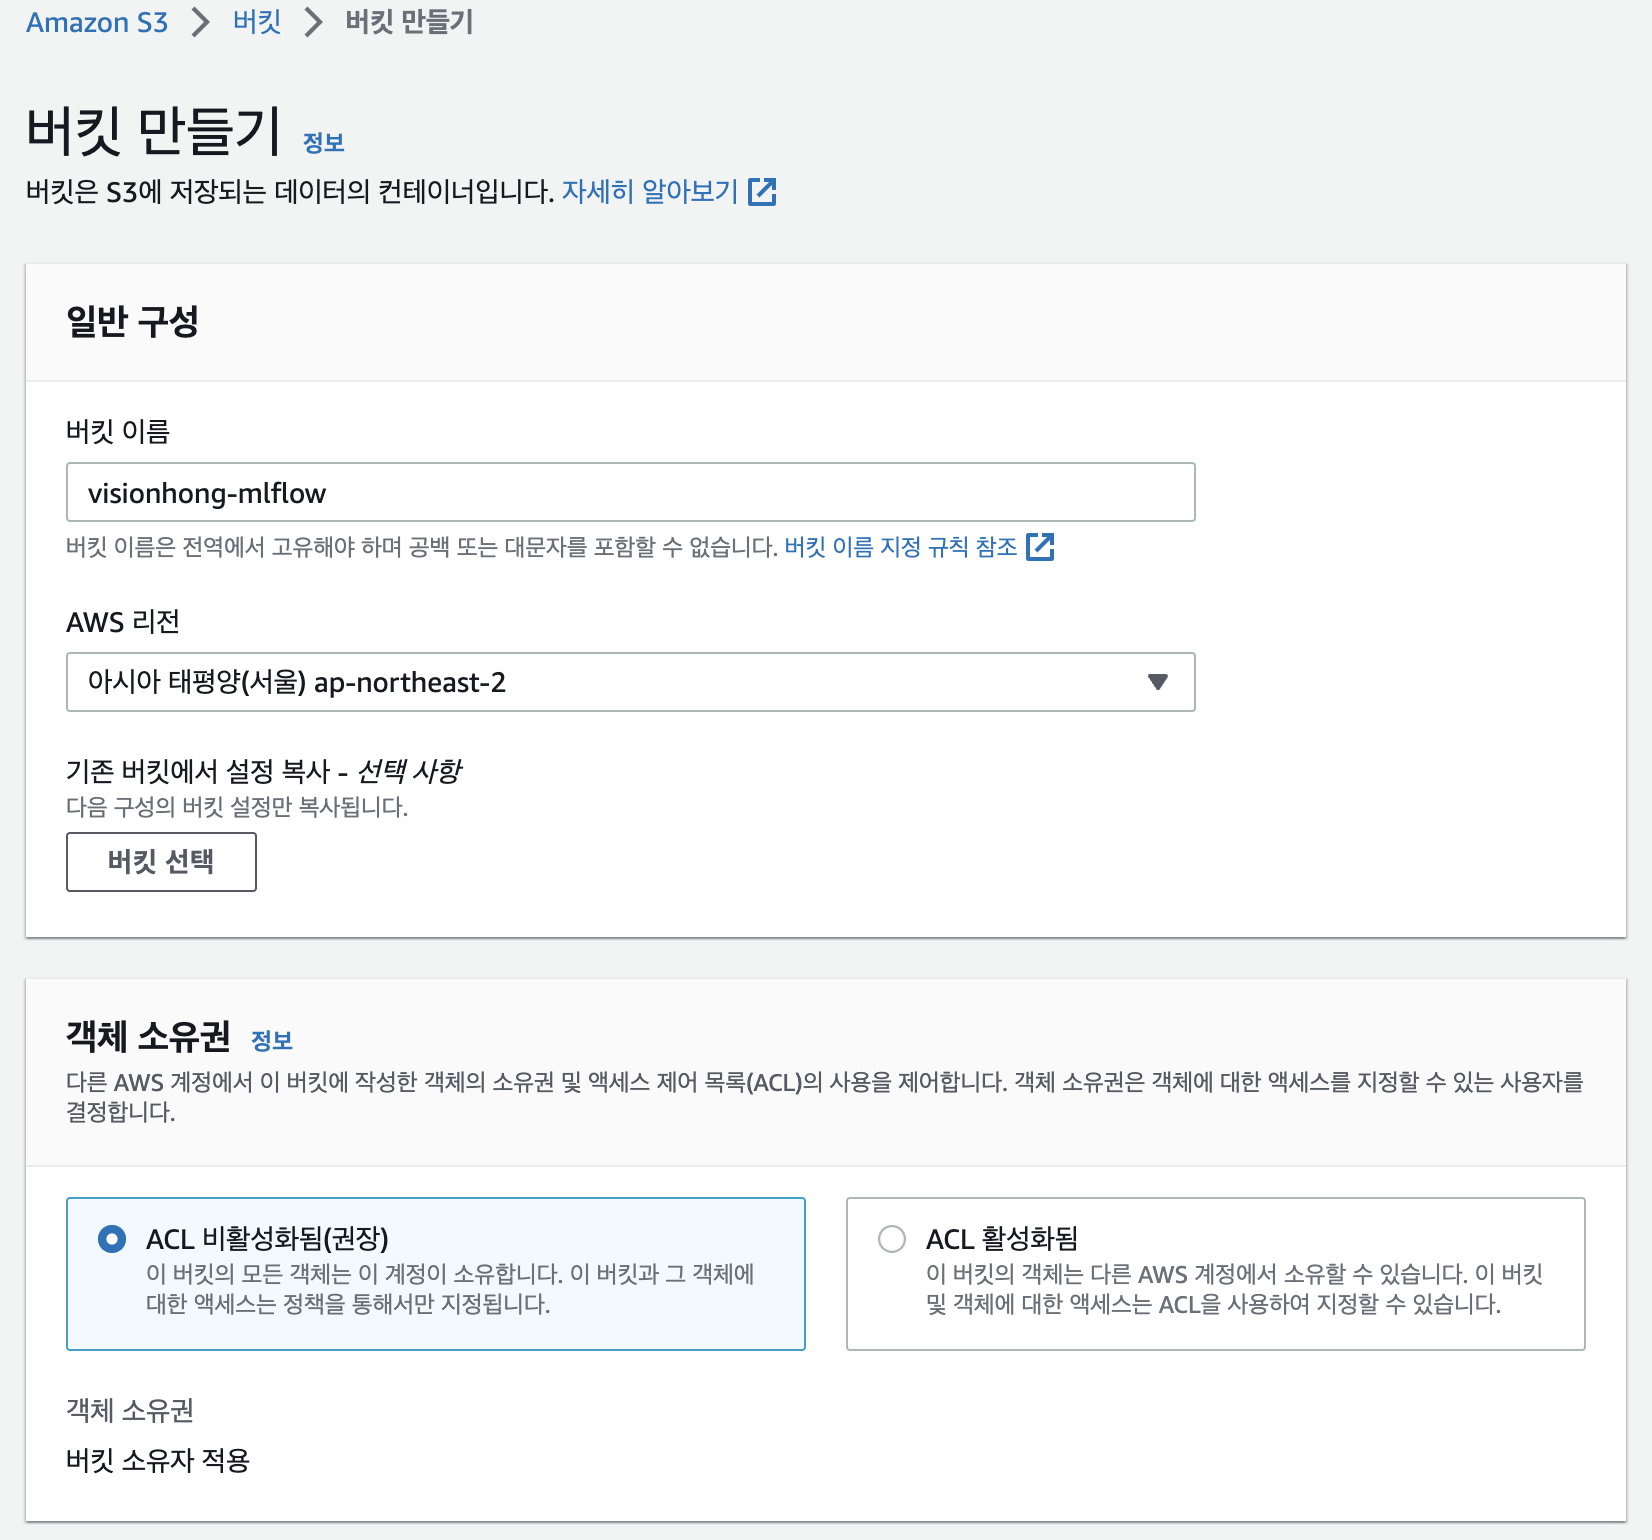 Amazon S3 > 버킷 > 버킷 만들기
버킷 만들기 정보
버킷은 S3에 저장되는 데이터의 컨테이너입니다. 자세히 알아보기
일반 구성
버킷 이름
visionhong-mlflow
버킷 이름은 전역에서 고유해야 하며 공백 또는 대문자를 포함할 수 없습니다. 버킷 이름 지정 규칙 참조
AWS 리전
아시아 태평양(서울) ap-northeast-2
기존 버킷에서 설정 복사 - 선택 사항
다음 구성의 버킷 설정만 복사됩니다.
버킷 선택
객체 소유권 정보
다른 AWS 계정에서 이 버킷에 작성한 객체의 소유권 및 액세스 제어 목록(ACL)의 사용을 제어합니다. 객체 소유권은 객체에 대한 액세스를 지정할 수 있는 사용자를
결정합니다.
ACL 비활성화됨(권장)
이 버킷의 모든 객체는 이 계정이 소유합니다. 이 버킷과 그 객체에
대한 액세스는 정책을 통해서만 지정됩니다.
ACL 활성화됨
이 버킷의 객체는 다른 AWS 계정에서 소유할 수 있습니다. 이 버킷
및 객체에 대한 액세스는 ACL을 사용하여 지정할 수 있습니다.
객체 소유권
버킷 소유자 적용